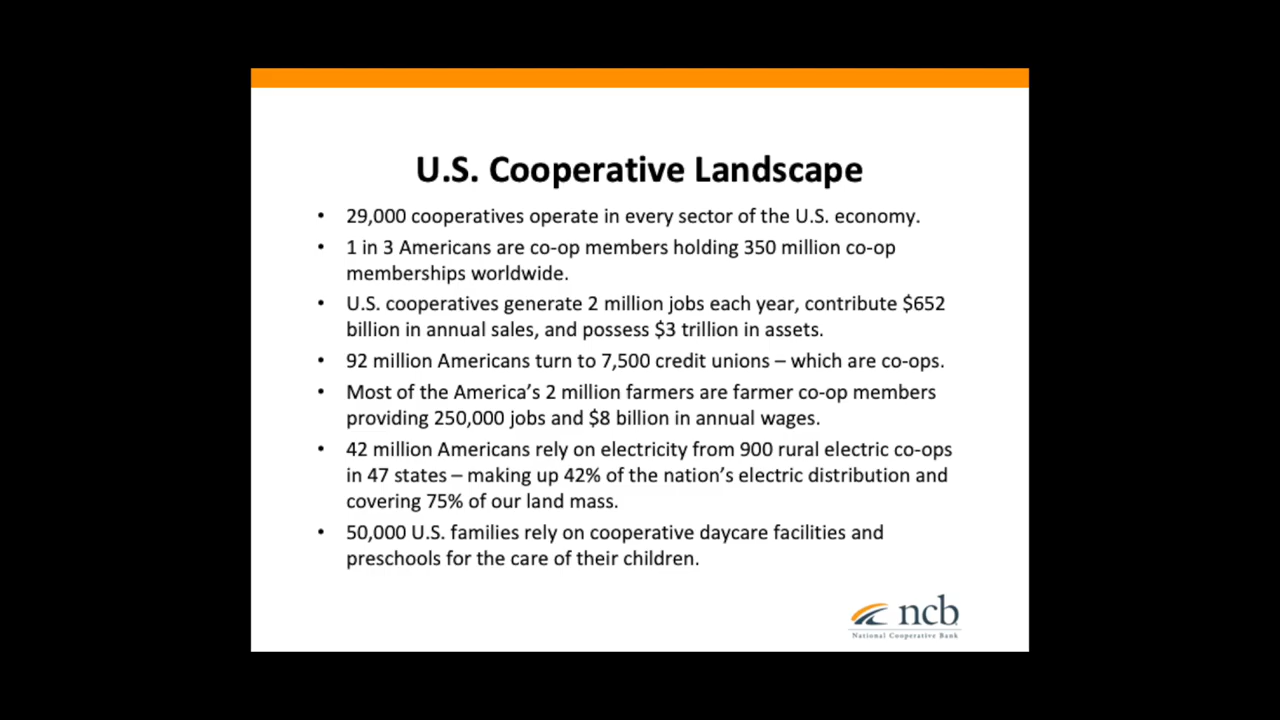 U.S. Cooperative Landscape
• 29,000 cooperatives operate in every sector of the U.S. economy.
• 1 in 3 Americans are co-op members holding 350 million co-op
memberships worldwide.
• U.S. cooperatives generate 2 million jobs each year, contribute $652
billion in annual sales, and possess $3 trillion in assets.
• 92 million Americans turn to 7,500 credit unions – which are co-ops.
• Most of the America’s 2 million farmers are farmer co-op members
providing 250,000 jobs and $8 billion in annual wages.
• 42 million Americans rely on electricity from 900 rural electric co-ops
in 47 states – making up 42% of the nation’s electric distribution and
covering 75% of our land mass.
• 50,000 U.S. families rely on cooperative daycare facilities and
preschools for the care of their children.
ncb
National Cooperative Bank